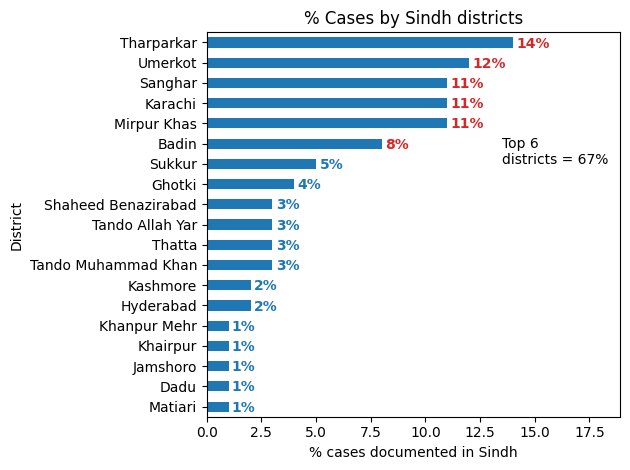 % Cases by Sindh districts
Tharparkar 14%
Umerkot 12%
Sanghar 11%
Karachi 11%
Mirpur Khas 11%
Badin 8%
Top 6
districts = 67%
Sukkur 5%
Ghotki 4%
Shaheed Benazirabad 3%
Tando Allah Yar 3%
Thatta 3%
Tando Muhammad Khan 3%
Kashmore 2%
Hyderabad 2%
Khanpur Mehr 1%
Khairpur 1%
Jamshoro 1%
Dadu 1%
Matiari 1%
District
0.0 2.5 5.0 7.5 10.0 12.5 15.0 17.5
% cases documented in Sindh